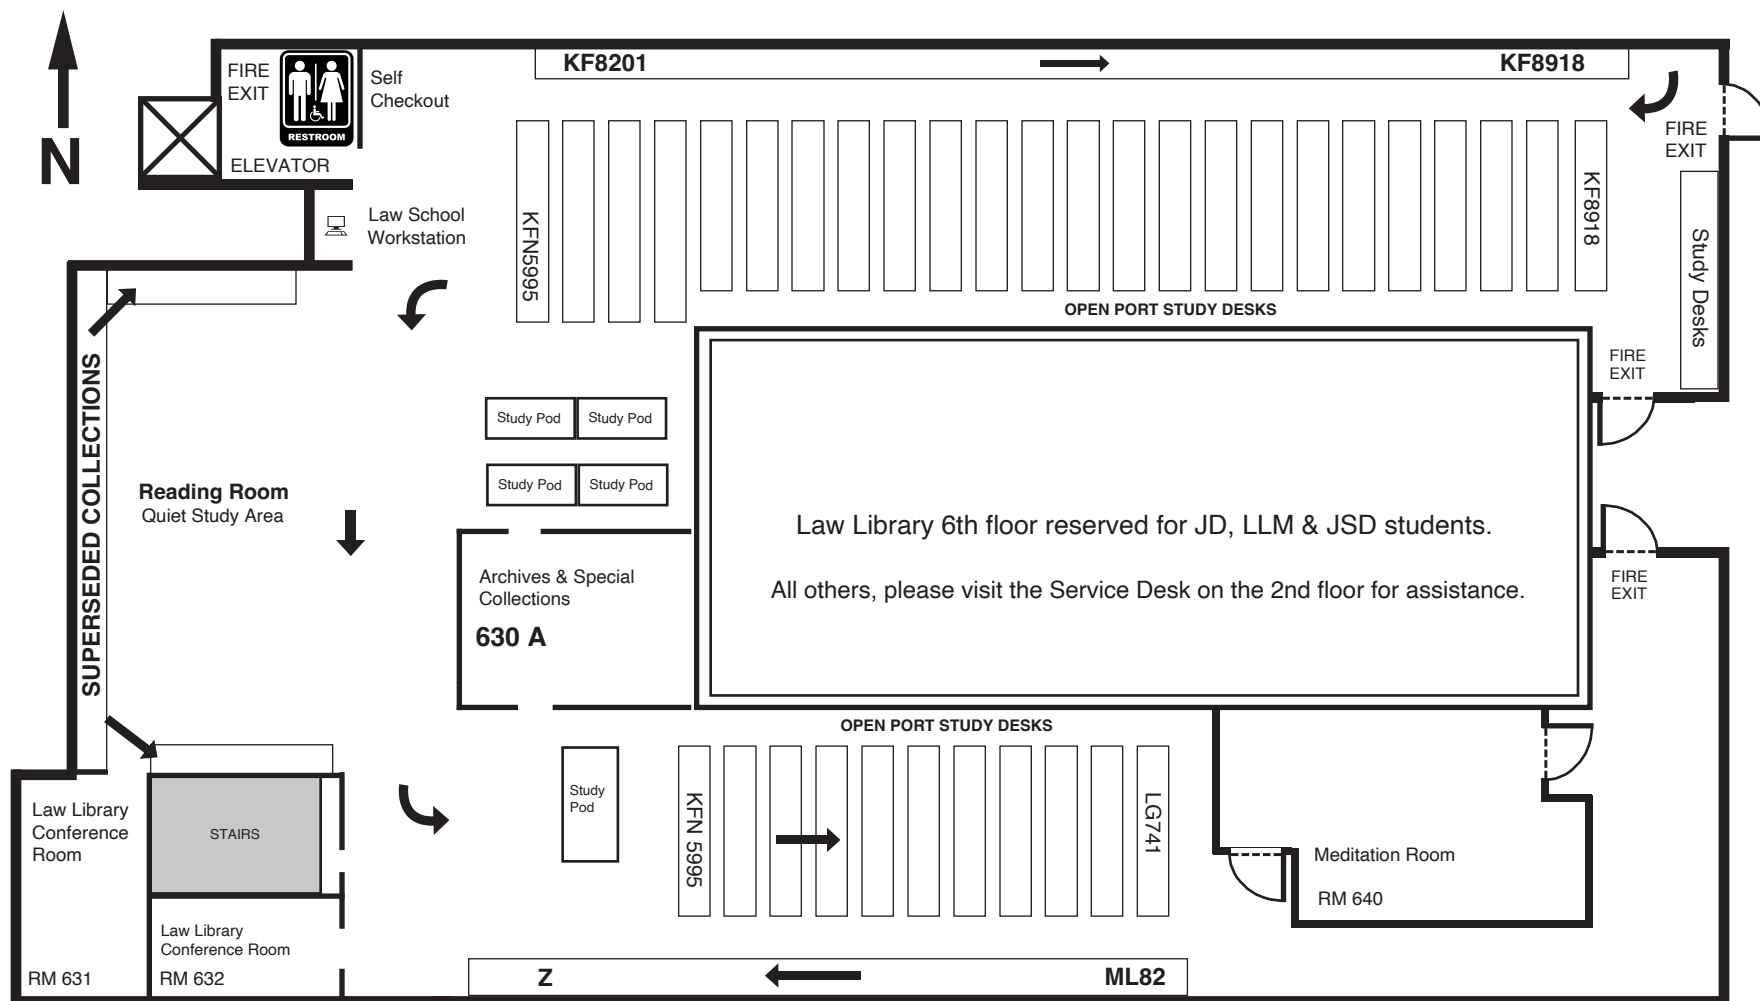 N
FIRE
EXIT
RESTROOM
ELEVATOR
Self
Checkout
Law School
Workstation
KF8201
KF8918
FIRE
EXIT
KFN5995
KF8918
Study Desks
OPEN PORT STUDY DESKS
FIRE
EXIT
SUPERSEDED COLLECTIONS
Study Pod
Study Pod
Study Pod
Study Pod
Reading Room
Quiet Study Area
Law Library 6th floor reserved for JD, LLM & JSD students.
All others, please visit the Service Desk on the 2nd floor for assistance.
Archives & Special
Collections
630 A
FIRE
EXIT
OPEN PORT STUDY DESKS
Study
Pod
KFN 5995
LG741
Law Library
Conference
Room
RM 631
STAIRS
Law Library
Conference Room
RM 632
Meditation Room
RM 640
Z
ML82